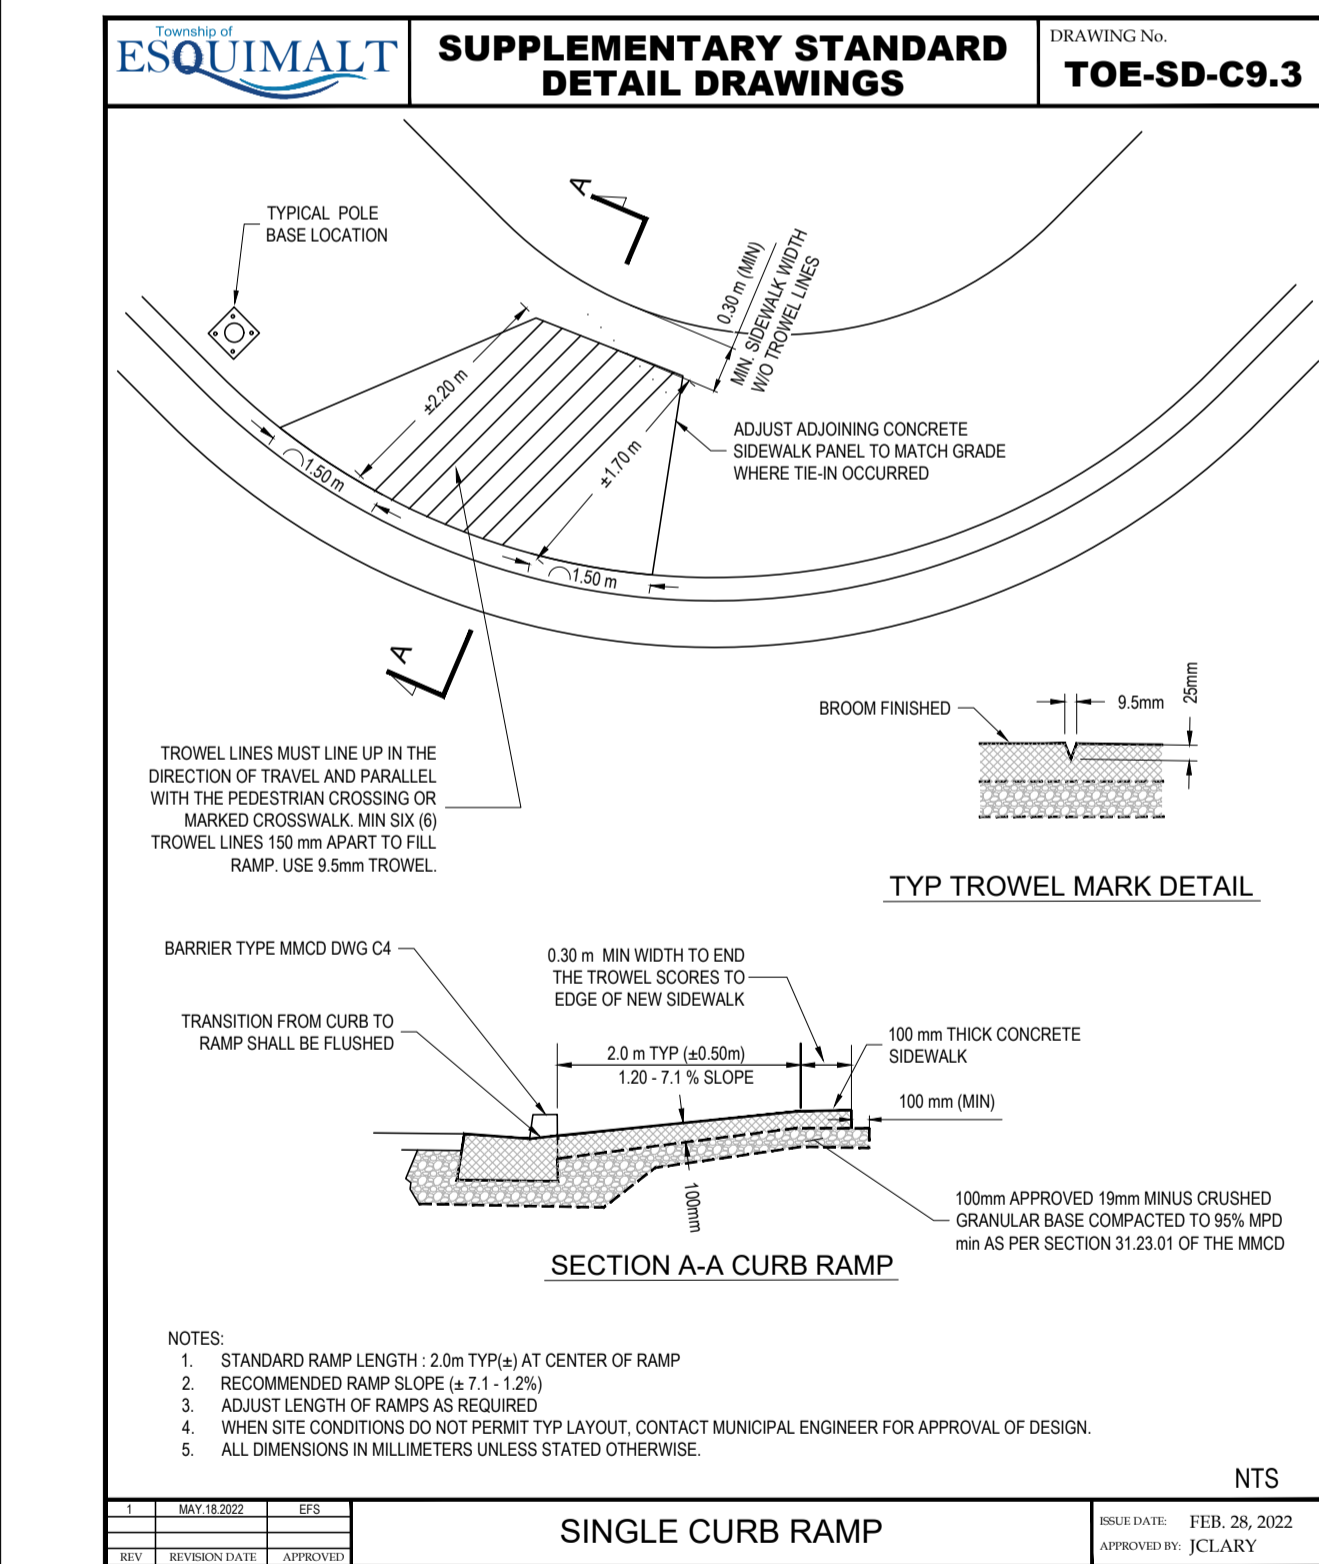 Township of
ESQUIMALT
SUPPLEMENTARY STANDARD
DETAIL DRAWINGS
DRAWING No.
TOE-SD-C9.3
TYPICAL POLE
BASE LOCATION
A
0.30 m (MIN)
MIN. SIDEWALK WIDTH
W/O TROWEL LINES
±2.20 m
±1.70 m
1.50 m
1.50 m
ADJUST ADJOINING CONCRETE
SIDEWALK PANEL TO MATCH GRADE
WHERE TIE-IN OCCURRED
A
TROWEL LINES MUST LINE UP IN THE
DIRECTION OF TRAVEL AND PARALLEL
WITH THE PEDESTRIAN CROSSING OR
MARKED CROSSWALK. MIN SIX (6)
TROWEL LINES 150 mm APART TO FILL
RAMP. USE 9.5mm TROWEL.
BROOM FINISHED
9.5mm
25mm
TYP TROWEL MARK DETAIL
BARRIER TYPE MMCD DWG C4
TRANSITION FROM CURB TO
RAMP SHALL BE FLUSHED
0.30 m MIN WIDTH TO END
THE TROWEL SCORES TO
EDGE OF NEW SIDEWALK
2.0 m TYP (±0.50m)
1.20 - 7.1 % SLOPE
100 mm THICK CONCRETE
SIDEWALK
100 mm (MIN)
100mm
100mm APPROVED 19mm MINUS CRUSHED
GRANULAR BASE COMPACTED TO 95% MPD
min AS PER SECTION 31.23.01 OF THE MMCD
SECTION A-A CURB RAMP
NOTES:
1. STANDARD RAMP LENGTH : 2.0m TYP(±) AT CENTER OF RAMP
2. RECOMMENDED RAMP SLOPE (± 7.1 - 1.2%)
3. ADJUST LENGTH OF RAMPS AS REQUIRED
4. WHEN SITE CONDITIONS DO NOT PERMIT TYP LAYOUT, CONTACT MUNICIPAL ENGINEER FOR APPROVAL OF DESIGN.
5. ALL DIMENSIONS IN MILLIMETERS UNLESS STATED OTHERWISE.
NTS
1 MAY.18.2022 EFS
REV REVISION DATE APPROVED
SINGLE CURB RAMP
ISSUE DATE: FEB. 28, 2022
APPROVED BY: JCLARY